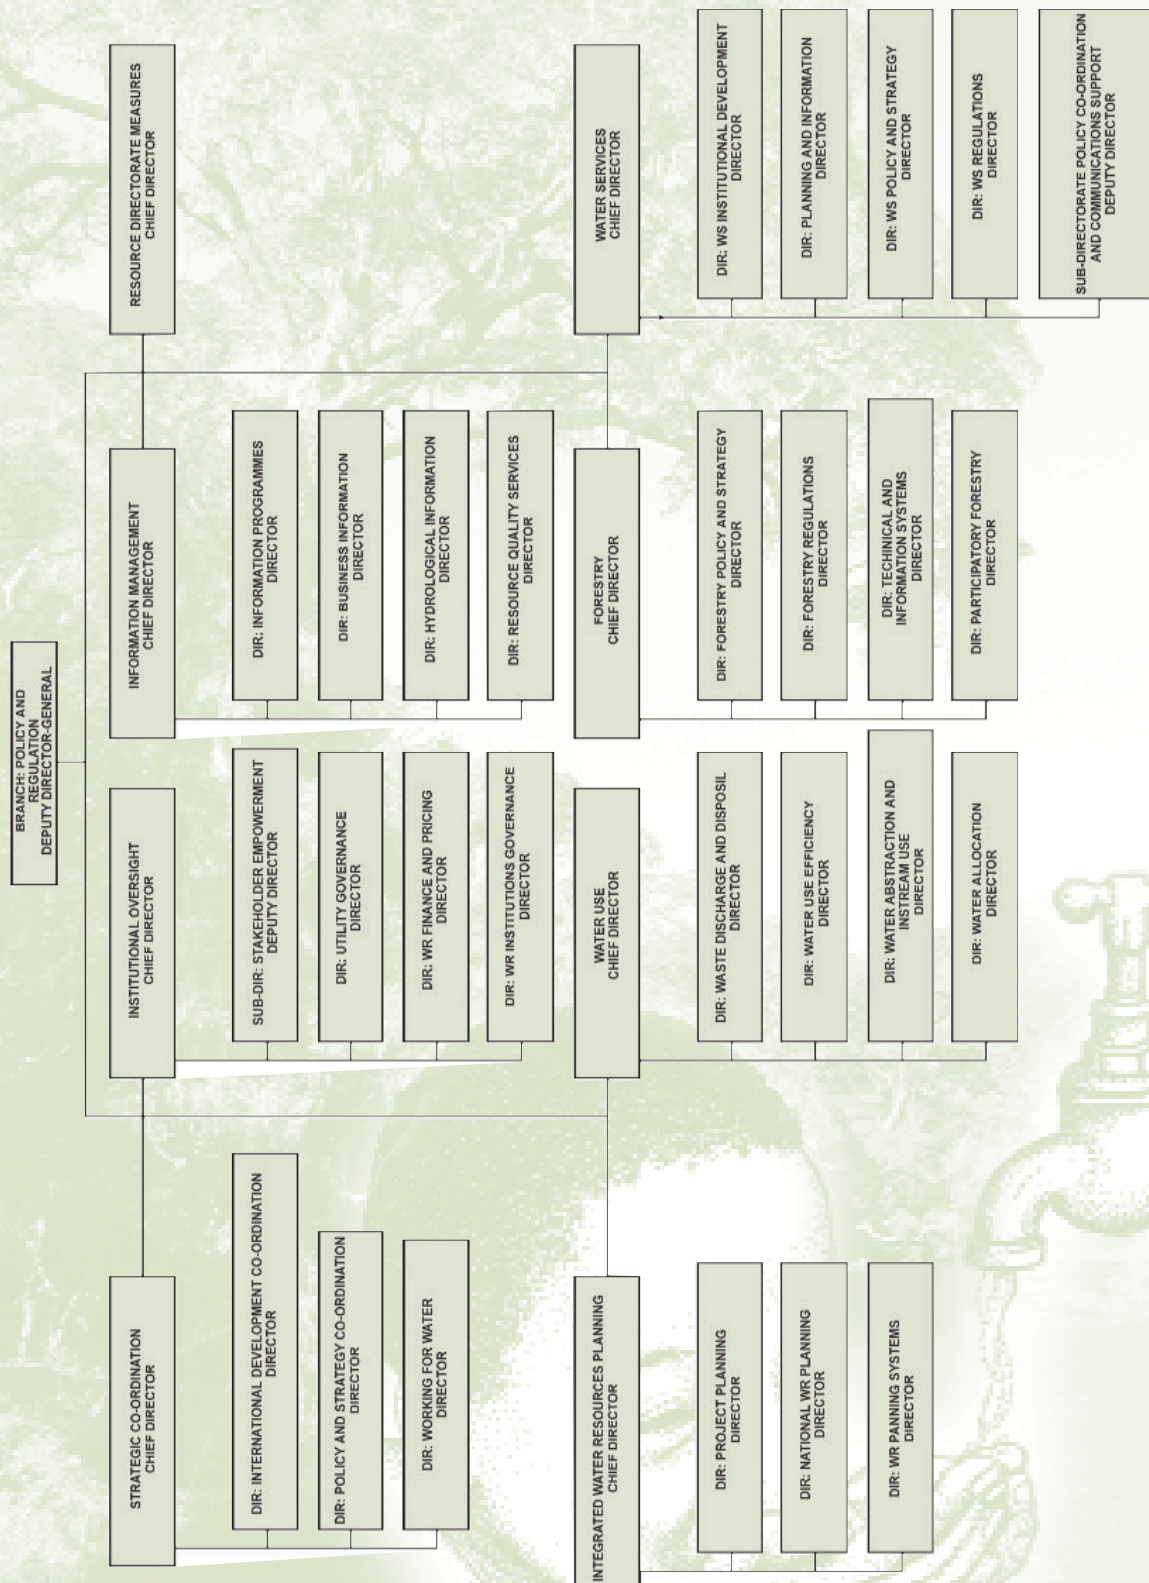 BRANCH: POLICY AND
REGULATION
DEPUTY DIRECTOR-GENERAL
STRATEGIC CO-ORDINATION
CHIEF DIRECTOR
DIR: INTERNATIONAL DEVELOPMENT CO-ORDINATION
DIRECTOR
DIR: POLICY AND STRATEGY CO-ORDINATION
DIRECTOR
DIR: WORKING FOR WATER
DIRECTOR
INSTITUTIONAL OVERSIGHT
CHIEF DIRECTOR
SUB-DIR: STAKEHOLDER EMPOWERMENT
DEPUTY DIRECTOR
DIR: UTILITY GOVERNANCE
DIRECTOR
DIR: WR FINANCE AND PRICING
DIRECTOR
DIR: WR INSTITUTIONS GOVERNANCE
DIRECTOR
INFORMATION MANAGEMENT
CHIEF DIRECTOR
DIR: INFORMATION PROGRAMMES
DIRECTOR
DIR: BUSINESS INFORMATION
DIRECTOR
DIR: HYDROLOGICAL INFORMATION
DIRECTOR
DIR: RESOURCE QUALITY SERVICES
DIRECTOR
RESOURCE DIRECTORATE MEASURES
CHIEF DIRECTOR
INTEGRATED WATER RESOURCES PLANNING
CHIEF DIRECTOR
DIR: PROJECT PLANNING
DIRECTOR
DIR: NATIONAL WR PLANNING
DIRECTOR
DIR: WR PANNING SYSTEMS
DIRECTOR
WATER USE
CHIEF DIRECTOR
DIR: WASTE DISCHARGE AND DISPOSIL
DIRECTOR
DIR: WATER USE EFFICIENCY
DIRECTOR
DIR: WATER ABSTRACTION AND
INSTREAM USE
DIRECTOR
DIR: WATER ALLOCATION
DIRECTOR
FORESTRY
CHIEF DIRECTOR
DIR: FORESTRY POLICY AND STRATEGY
DIRECTOR
DIR: FORESTRY REGULATIONS
DIRECTOR
DIR: TECHINICAL AND
INFORMATION SYSTEMS
DIRECTOR
DIR: PARTICIPATORY FORESTRY
DIRECTOR
WATER SERVICES
CHIEF DIRECTOR
DIR: WS INSTITUTIONAL DEVELOPMENT
DIRECTOR
DIR: PLANNING AND INFORMATION
DIRECTOR
DIR: WS POLICY AND STRATEGY
DIRECTOR
DIR: WS REGULATIONS
DIRECTOR
SUB-DIRECTORATE POLICY CO-ORDINATION
AND COMMUNICATIONS SUPPORT
DEPUTY DIRECTOR